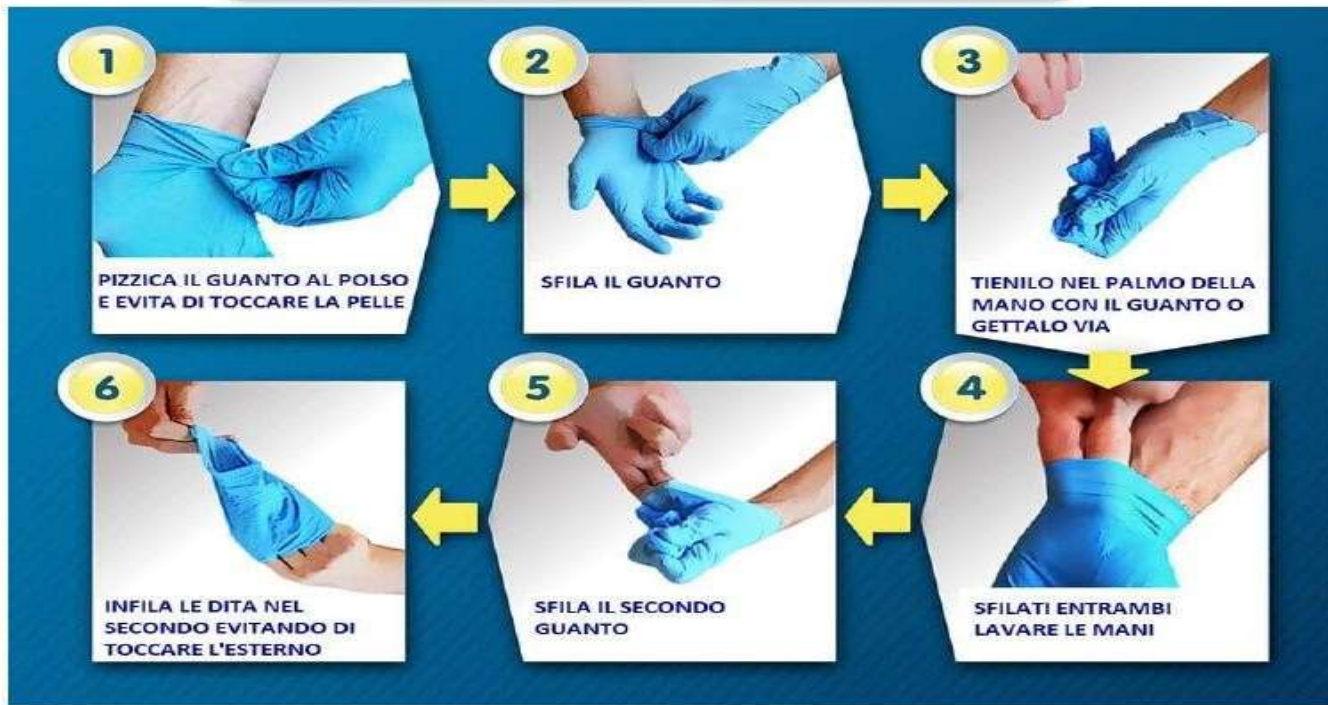 1
PIZZICA IL GUANTO AL POLSO
E EVITA DI TOCCARE LA PELLE
2
SFILA IL GUANTO
3
TIENILO NEL PALMO DELLA
MANO CON IL GUANTO O
GETTALO VIA
4
SFILATI ENTRAMBI
LAVARE LE MANI
5
SFILA IL SECONDO
GUANTO
6
INFILA LE DITA NEL
SECONDO EVITANDO DI
TOCCARE L'ESTERNO